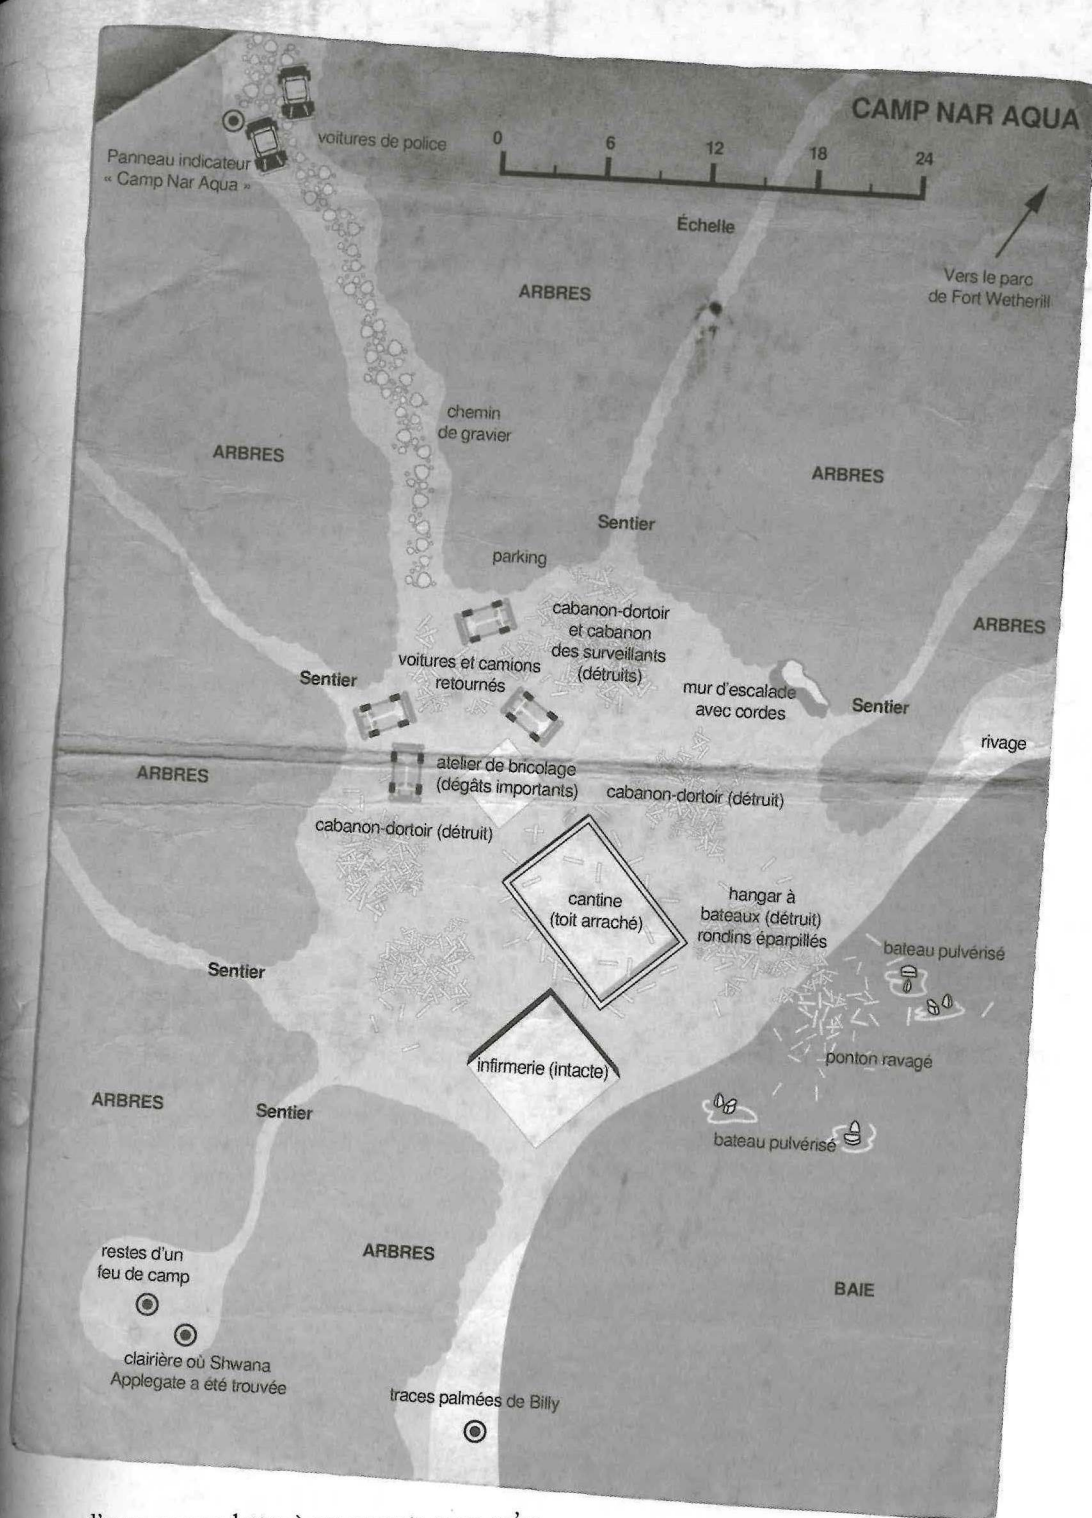 CAMP NAR AQUA
voitures de police
0 6 12 18 24
Panneau indicateur
« Camp Nar Aqua »
Échelle
Vers le parc
de Fort Wetherill
ARBRES
chemin
de gravier
ARBRES
ARBRES
Sentier
parking
cabanon-dortoir
et cabanon
des surveillants
(détruits)
ARBRES
voitures et camions
retournés
Sentier
mur d'escalade
avec cordes
Sentier
rivage
ARBRES
atelier de bricolage
(dégâts importants)
cabanon-dortoir (détruit)
cabanon-dortoir (détruit)
cantine
(toit arraché)
hangar à
bateaux (détruit)
rondins éparpillés
bateau pulvérisé
Sentier
infirmerie (intacte)
ponton ravagé
ARBRES
Sentier
bateau pulvérisé
restes d'un
feu de camp
ARBRES
BAIE
clairière où Shwana
Applegate a été trouvée
traces palmées de Billy